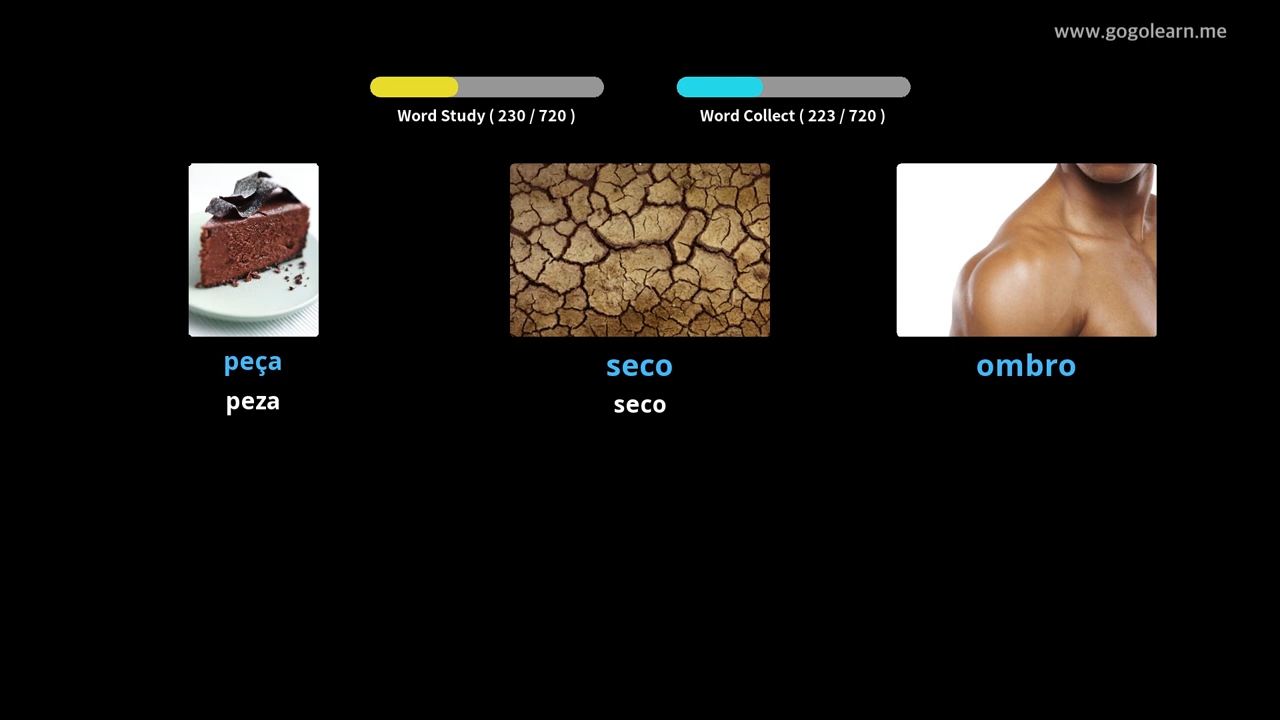 www.gogolearn.me
Word Study ( 230 / 720 )
Word Collect ( 223 / 720 )
peça
peza
seco
seco
ombro